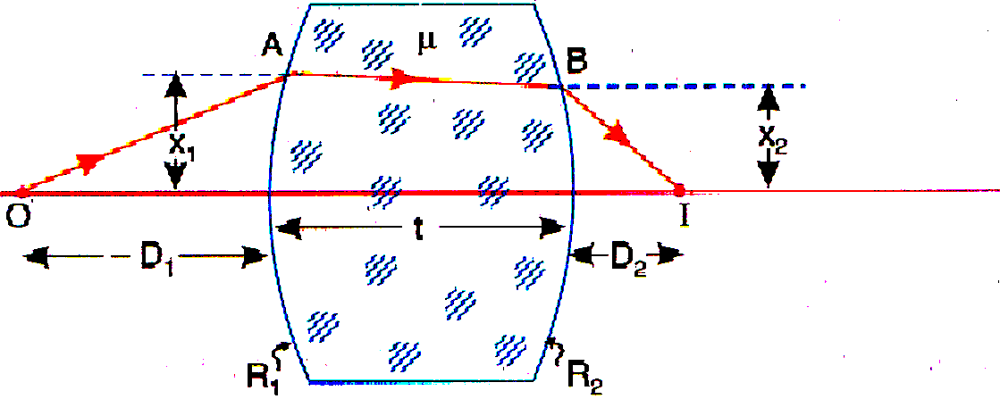 A μ B
x₁ x₂
O I
D₁ t D₂
R₁ R₂